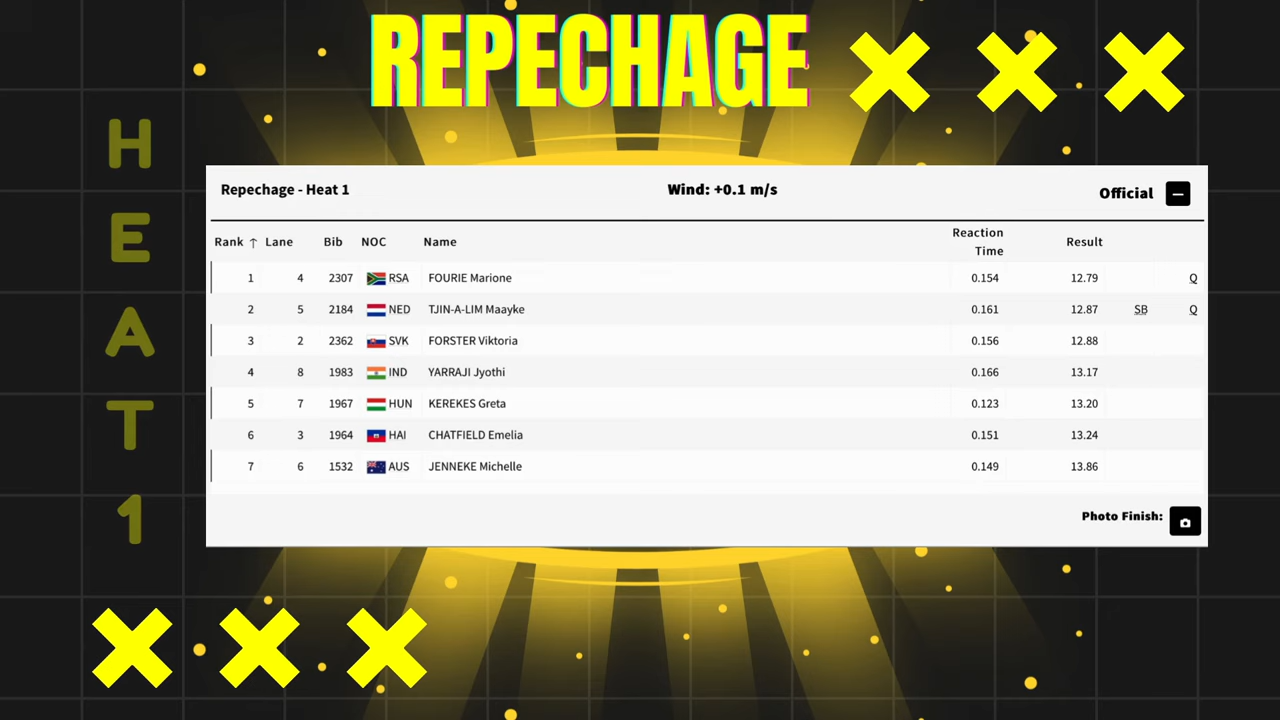 REPECHAGE
HEAT1
Repechage - Heat 1 Wind: +0.1 m/s Official
Rank ↑ Lane Bib NOC Name Reaction Time Result
1 4 2307 RSA FOURIE Marione 0.154 12.79 Q
2 5 2184 NED TJIN-A-LIM Maayke 0.161 12.87 SB Q
3 2 2362 SVK FORSTER Viktoria 0.156 12.88
4 8 1983 IND YARRAJI Jyothi 0.166 13.17
5 7 1967 HUN KEREKES Greta 0.123 13.20
6 3 1964 HAI CHATFIELD Emelia 0.151 13.24
7 6 1532 AUS JENNEKE Michelle 0.149 13.86
Photo Finish: